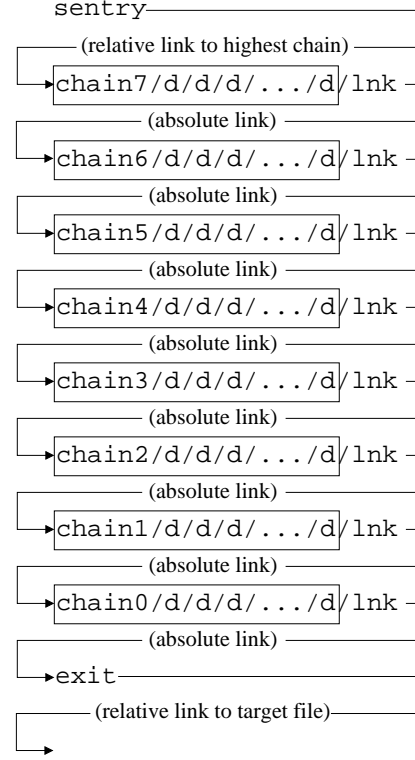 sentry
(relative link to highest chain)
chain7/d/d/d/.../d/lnk
(absolute link)
chain6/d/d/d/.../d/lnk
(absolute link)
chain5/d/d/d/.../d/lnk
(absolute link)
chain4/d/d/d/.../d/lnk
(absolute link)
chain3/d/d/d/.../d/lnk
(absolute link)
chain2/d/d/d/.../d/lnk
(absolute link)
chain1/d/d/d/.../d/lnk
(absolute link)
chain0/d/d/d/.../d/lnk
(absolute link)
exit
(relative link to target file)